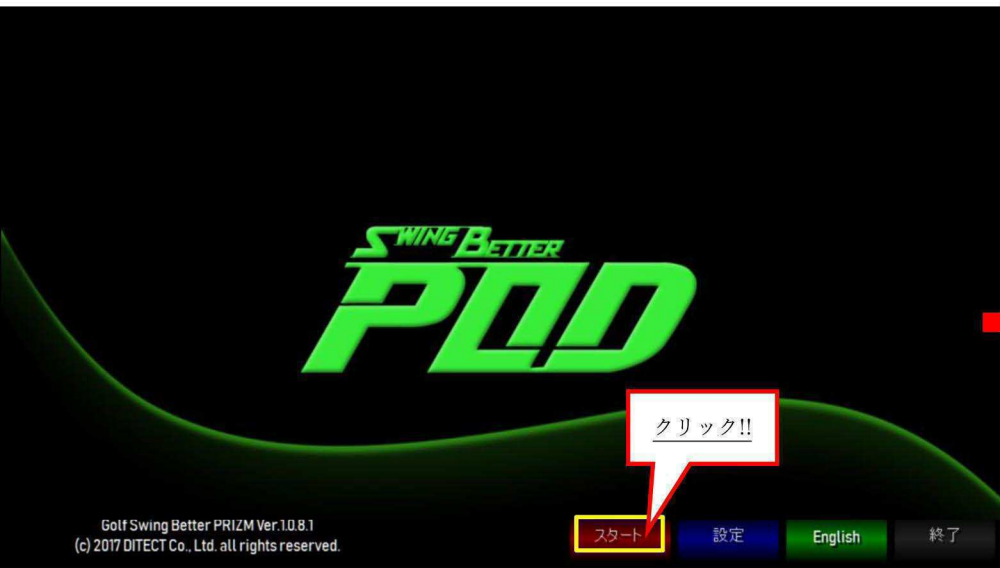 SWING BETTER
POD
クリック!!
Golf Swing Better PRIZM Ver.1.0.8.1
(c) 2017 DITECT Co., Ltd. all rights reserved.
スタート
設定
English
終了